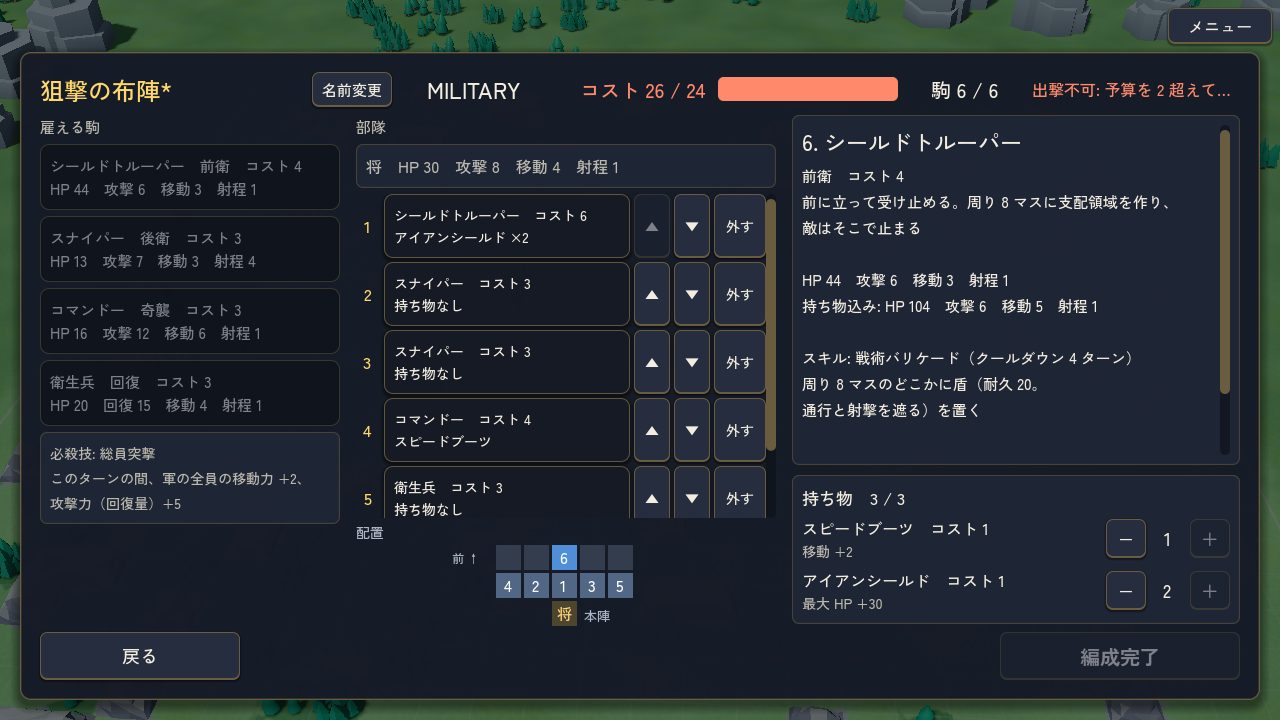 メニュー
狙撃の布陣*
名前変更
MILITARY
コスト 26 / 24
駒 6 / 6
出撃不可: 予算を 2 超えて...
雇える駒
シールドトルーパー 前衛 コスト 4
HP 44 攻撃 6 移動 3 射程 1
スナイパー 後衛 コスト 3
HP 13 攻撃 7 移動 3 射程 4
コマンドー 奇襲 コスト 3
HP 16 攻撃 12 移動 6 射程 1
衛生兵 回復 コスト 3
HP 20 回復 15 移動 4 射程 1
必殺技: 総員突撃
このターンの間、軍の全員の移動力 +2、
攻撃力（回復量）+5
部隊
将 HP 30 攻撃 8 移動 4 射程 1
1
シールドトルーパー コスト 6
アイアンシールド ×2
▲
▼
外す
2
スナイパー コスト 3
持ち物なし
▲
▼
外す
3
スナイパー コスト 3
持ち物なし
▲
▼
外す
4
コマンドー コスト 4
スピードブーツ
▲
▼
外す
5
衛生兵 コスト 3
持ち物なし
▲
▼
外す
配置
前 ↑
6
4 2 1 3 5
将 本陣
6. シールドトルーパー
前衛 コスト 4
前に立って受け止める。周り 8 マスに支配領域を作り、
敵はそこで止まる
HP 44 攻撃 6 移動 3 射程 1
持ち物込み: HP 104 攻撃 6 移動 5 射程 1
スキル: 戦術バリケード（クールダウン 4 ターン）
周り 8 マスのどこかに盾（耐久 20。
通行と射撃を遮る）を置く
持ち物 3 / 3
スピードブーツ コスト 1
移動 +2
− 1 +
アイアンシールド コスト 1
最大 HP +30
− 2 +
戻る
編成完了